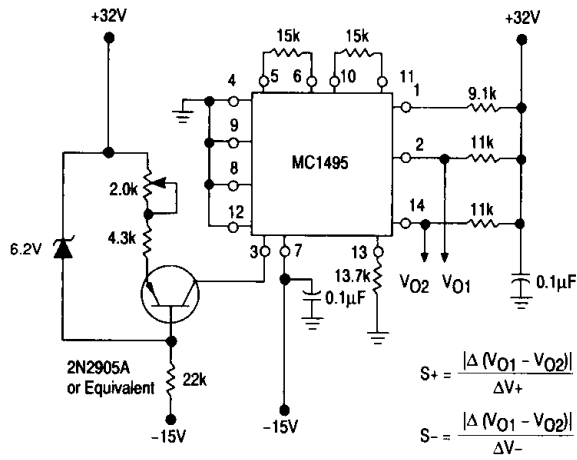 +32V
15k
15k
+32V
4
5
6
10
11
1
9.1k
9
2
11k
MC1495
8
2.0k
14
11k
12
4.3k
6.2V
3
7
13
13.7k
VO2
VO1
0.1μF
0.1μF
2N2905A
or Equivalent
22k
S+ = |Δ (VO1 – VO2)| / ΔV+
–15V
–15V
S– = |Δ (VO1 – VO2)| / ΔV–